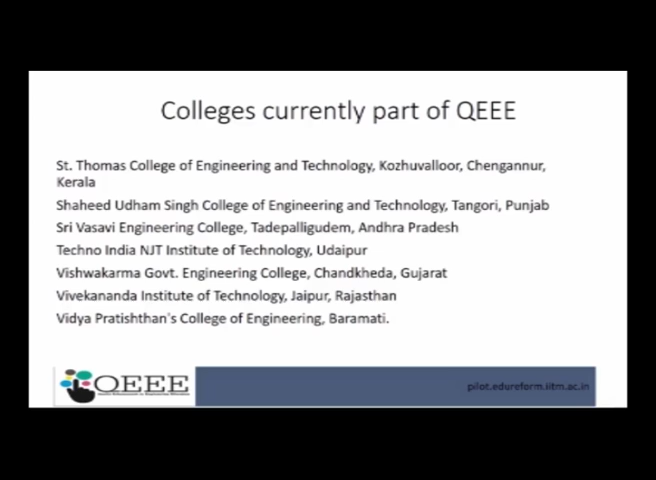 Colleges currently part of QEEE
St. Thomas College of Engineering and Technology, Kozhuvalloor, Chengannur,
Kerala
Shaheed Udham Singh College of Engineering and Technology, Tangori, Punjab
Sri Vasavi Engineering College, Tadepalligudem, Andhra Pradesh
Techno India NJT Institute of Technology, Udaipur
Vishwakarma Govt. Engineering College, Chandkheda, Gujarat
Vivekananda Institute of Technology, Jaipur, Rajasthan
Vidya Pratishthan's College of Engineering, Baramati.
QEEE
pilot.edureform.iitm.ac.in